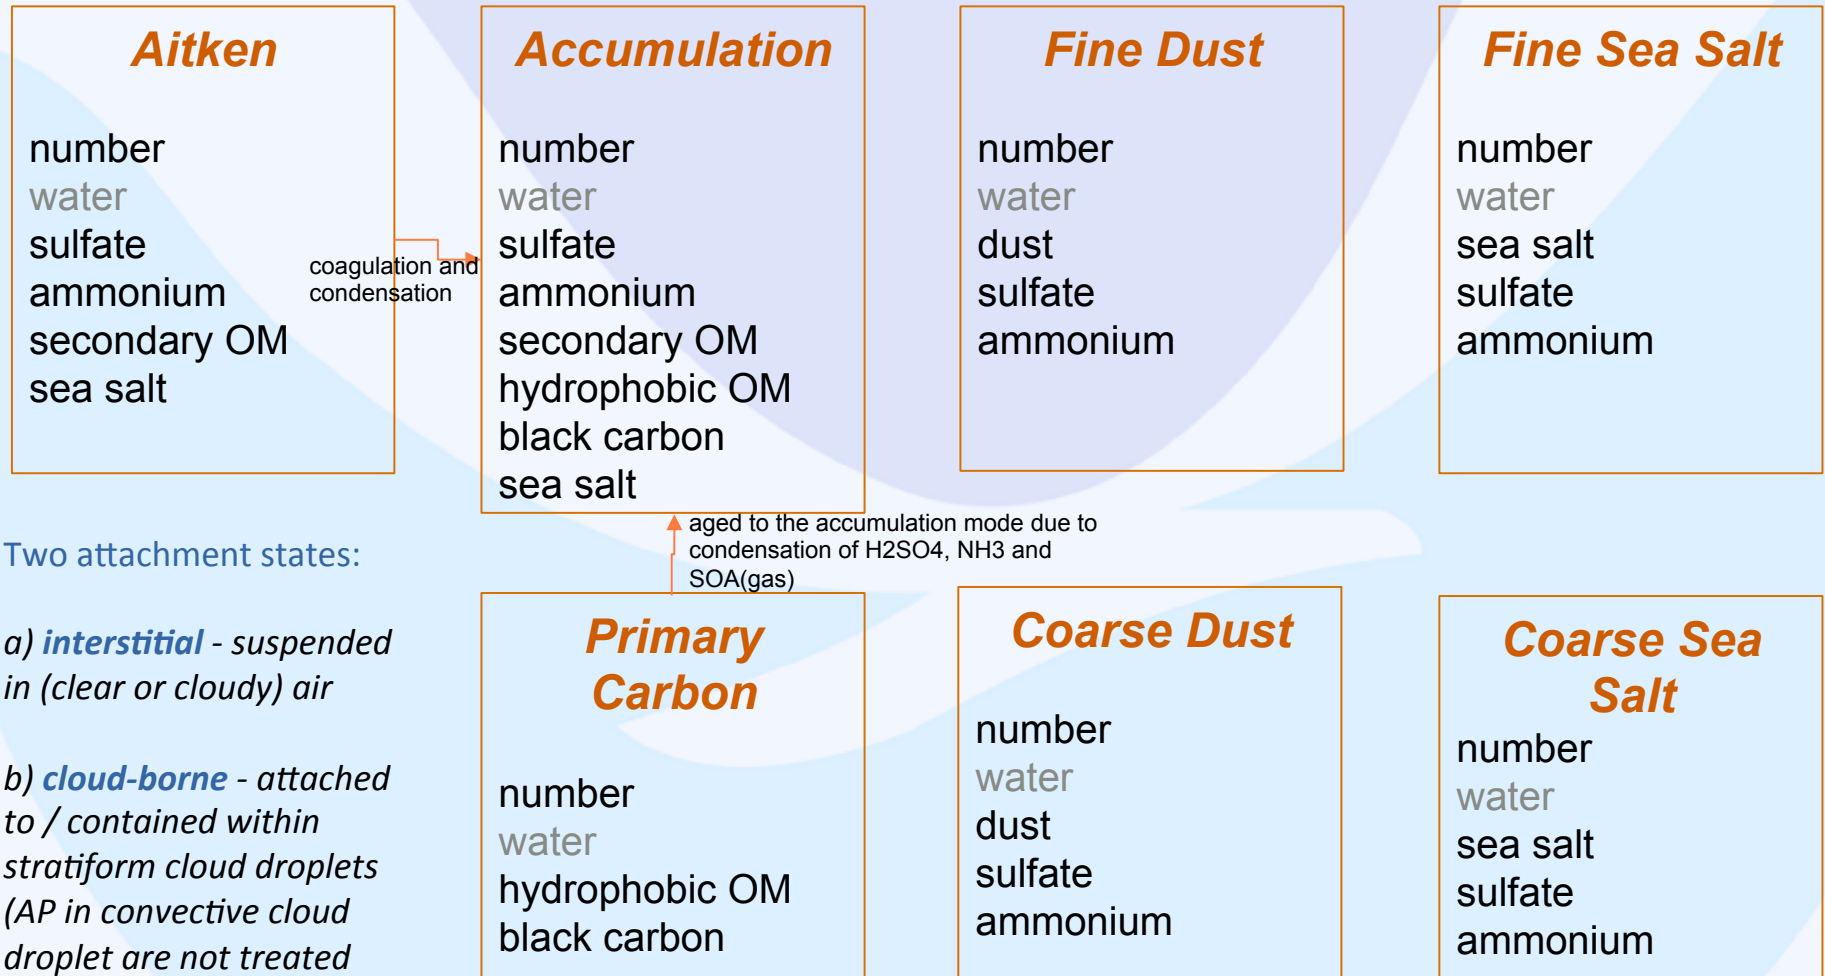 Aitken
number
water
sulfate
ammonium
secondary OM
sea salt
coagulation and
condensation
Accumulation
number
water
sulfate
ammonium
secondary OM
hydrophobic OM
black carbon
sea salt
Fine Dust
number
water
dust
sulfate
ammonium
Fine Sea Salt
number
water
sea salt
sulfate
ammonium
aged to the accumulation mode due to
condensation of H2SO4, NH3 and
SOA(gas)
Two attachment states:
a) interstitial - suspended
in (clear or cloudy) air
b) cloud-borne - attached
to / contained within
stratiform cloud droplets
(AP in convective cloud
droplet are not treated
Primary
Carbon
number
water
hydrophobic OM
black carbon
Coarse Dust
number
water
dust
sulfate
ammonium
Coarse Sea
Salt
number
water
sea salt
sulfate
ammonium